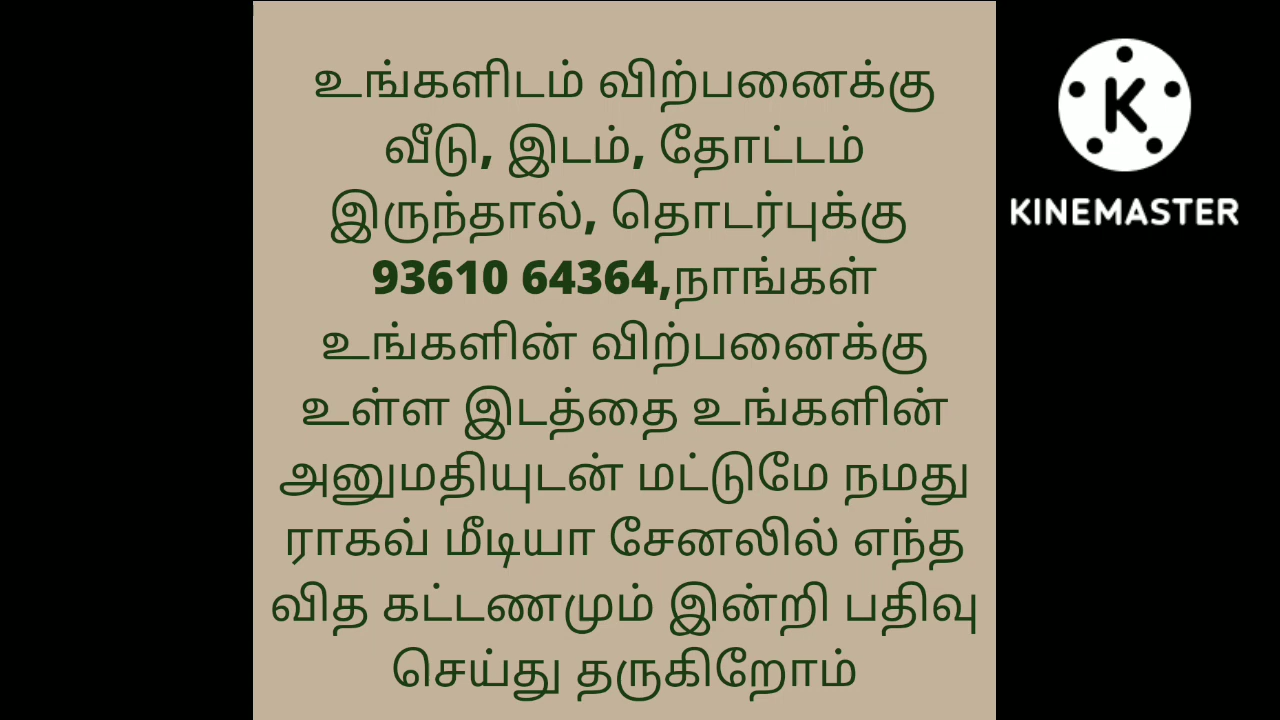 உங்களிடம் விற்பனைக்கு
வீடு, இடம், தோட்டம்
இருந்தால், தொடர்புக்கு
93610 64364,நாங்கள்
உங்களின் விற்பனைக்கு
உள்ள இடத்தை உங்களின்
அனுமதியுடன் மட்டுமே நமது
ராகவ் மீடியா சேனலில் எந்த
வித கட்டணமும் இன்றி பதிவு
செய்து தருகிறோம்
K
KINEMASTER